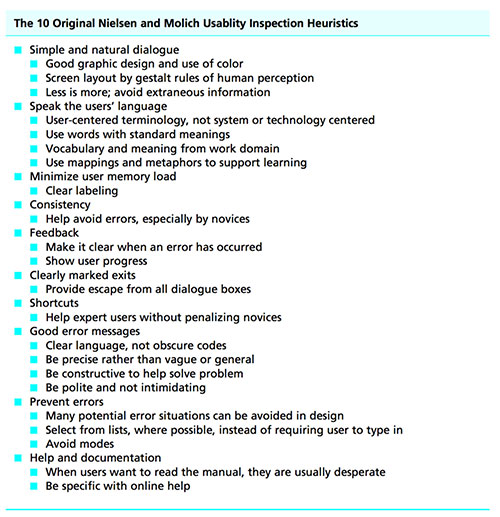 The 10 Original Nielsen and Molich Usablity Inspection Heuristics
Simple and natural dialogue
Good graphic design and use of color
Screen layout by gestalt rules of human perception
Less is more; avoid extraneous information
Speak the users' language
User-centered terminology, not system or technology centered
Use words with standard meanings
Vocabulary and meaning from work domain
Use mappings and metaphors to support learning
Minimize user memory load
Clear labeling
Consistency
Help avoid errors, especially by novices
Feedback
Make it clear when an error has occurred
Show user progress
Clearly marked exits
Provide escape from all dialogue boxes
Shortcuts
Help expert users without penalizing novices
Good error messages
Clear language, not obscure codes
Be precise rather than vague or general
Be constructive to help solve problem
Be polite and not intimidating
Prevent errors
Many potential error situations can be avoided in design
Select from lists, where possible, instead of requiring user to type in
Avoid modes
Help and documentation
When users want to read the manual, they are usually desperate
Be specific with online help